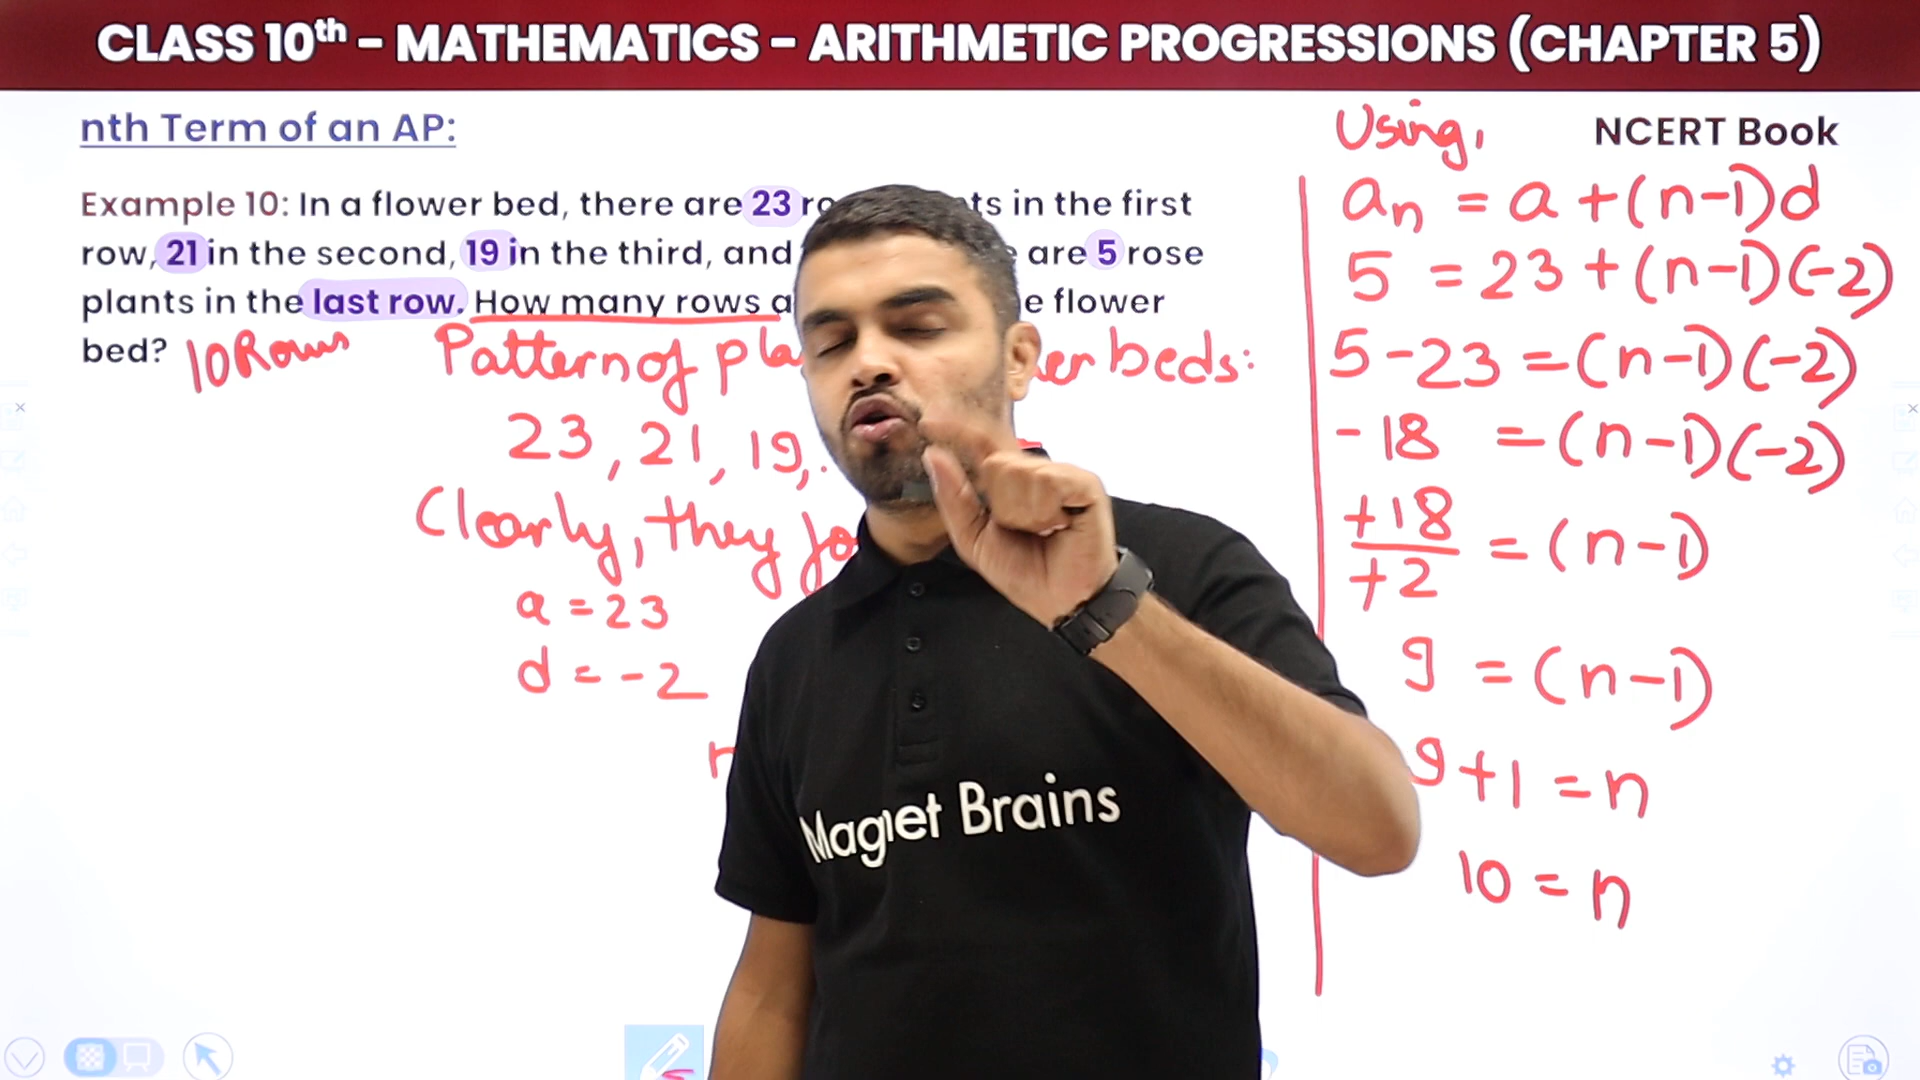 CLASS 10th – MATHEMATICS – ARITHMETIC PROGRESSIONS (CHAPTER 5)
nth Term of an AP:
NCERT Book
Example 10: In a flower bed, there are 23 ro ts in the first
row, 21 in the second, 19 in the third, and are 5 rose
plants in the last row. How many rows a e flower
bed? 10 Rows
Pattern of pla er beds:
23, 21, 19,.
Clearly, they fo
a = 23
d = -2
Using,
an = a + (n-1)d
5 = 23 + (n-1)(-2)
5 - 23 = (n-1)(-2)
-18 = (n-1)(-2)
+18
+2
= (n-1)
9 = (n-1)
9+1 = n
10 = n
Magnet Brains